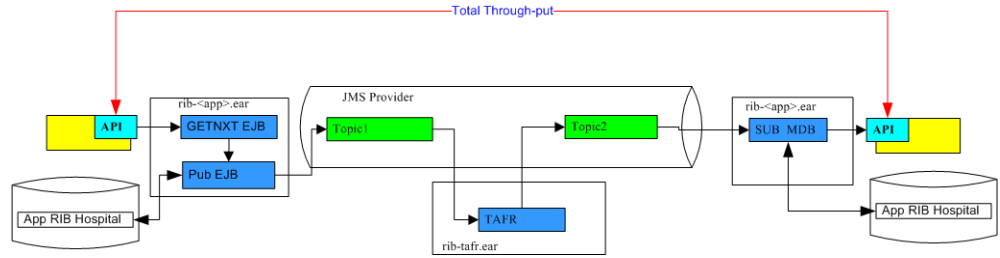 Total Through-put
rib-<app>.ear
JMS Provider
rib-<app>.ear
API
GETNXT EJB
Topic1
Topic2
SUB MDB
API
Pub EJB
App RIB Hospital
TAFR
App RIB Hospital
rib-tafr.ear